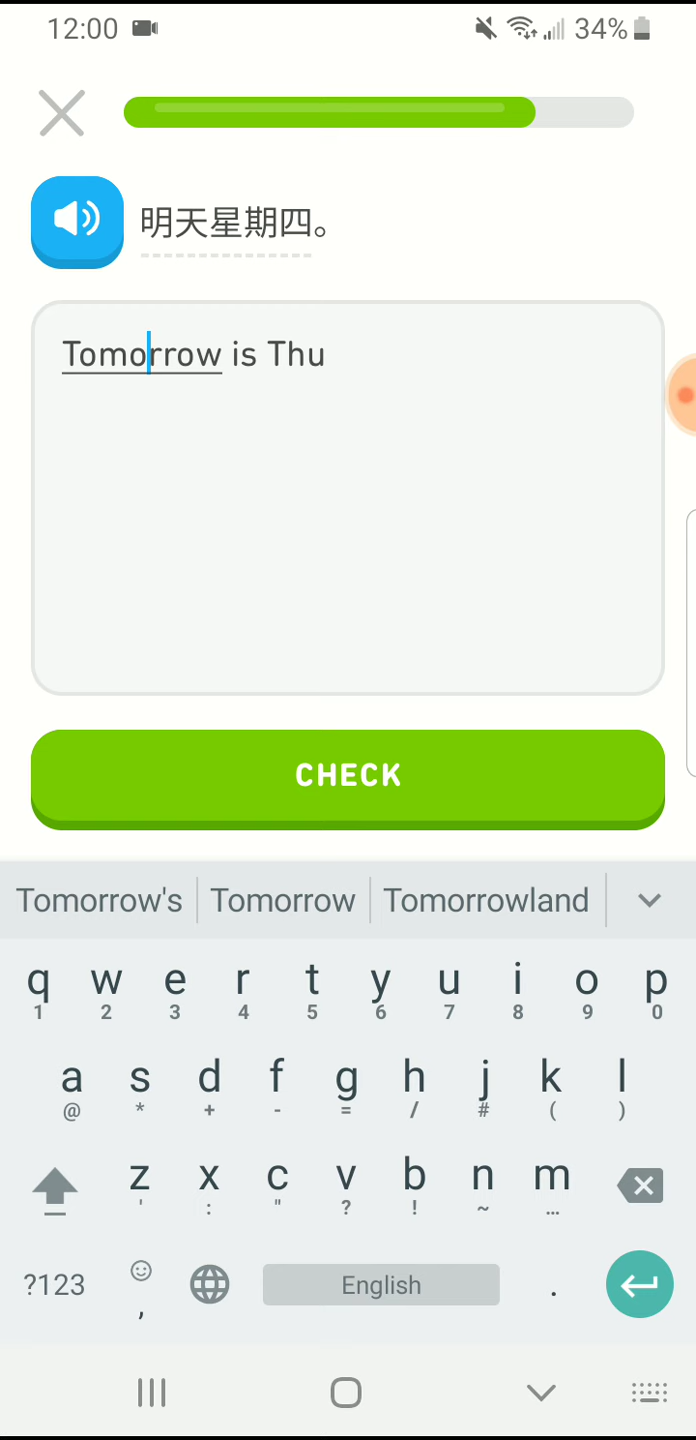 12:00 34%
明天星期四。
Tomorrow is Thu
CHECK
Tomorrow's Tomorrow Tomorrowland
q w e r t y u i o p
1 2 3 4 5 6 7 8 9 0
a s d f g h j k l
@ * + - = / # ( )
z x c v b n m
' : " ? ! ~ …
?123 , English .